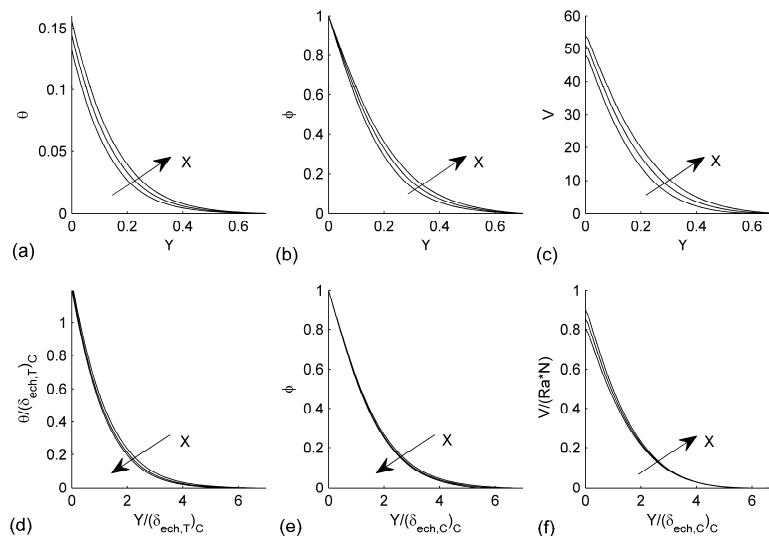 0.15
0.1
0.05
0
θ
X
0 0.2 0.4 0.6
Y
(a)
1
0.8
0.6
0.4
0.2
0
ϕ
X
0 0.2 0.4 0.6
Y
(b)
60
50
40
30
20
10
0
V
X
0 0.2 0.4 0.6
Y
(c)
1
0.8
0.6
0.4
0.2
0
θ/(δech,T)C
X
0 2 4 6
Y/(δech,T)C
(d)
1
0.8
0.6
0.4
0.2
0
ϕ
X
0 2 4 6
Y/(δech,C)C
(e)
1
0.8
0.6
0.4
0.2
0
V/(Ra*N)
X
0 2 4 6
Y/(δech,C)C
(f)